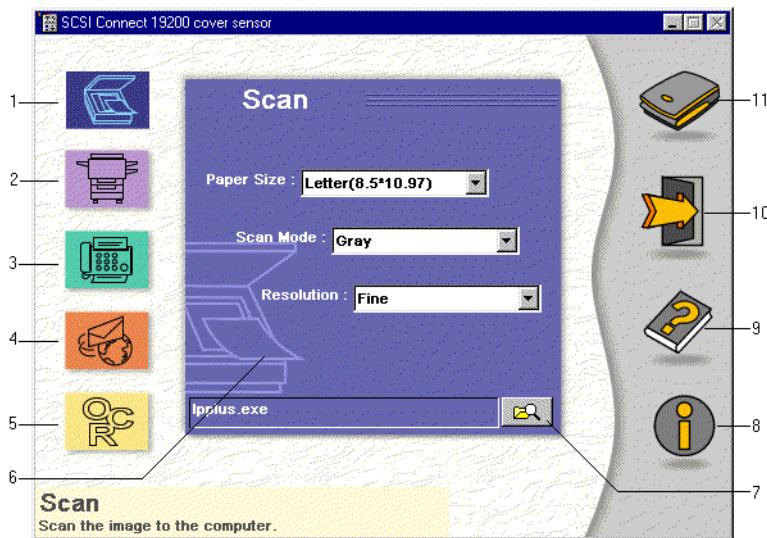 SCSI Connect 19200 cover sensor
Scan
Paper Size : Letter(8.5*10.97)
Scan Mode : Gray
Resolution : Fine
Ipplus.exe
Scan
Scan the image to the computer.
1
2
3
4
5
OCR
6
7
8
9
10
11